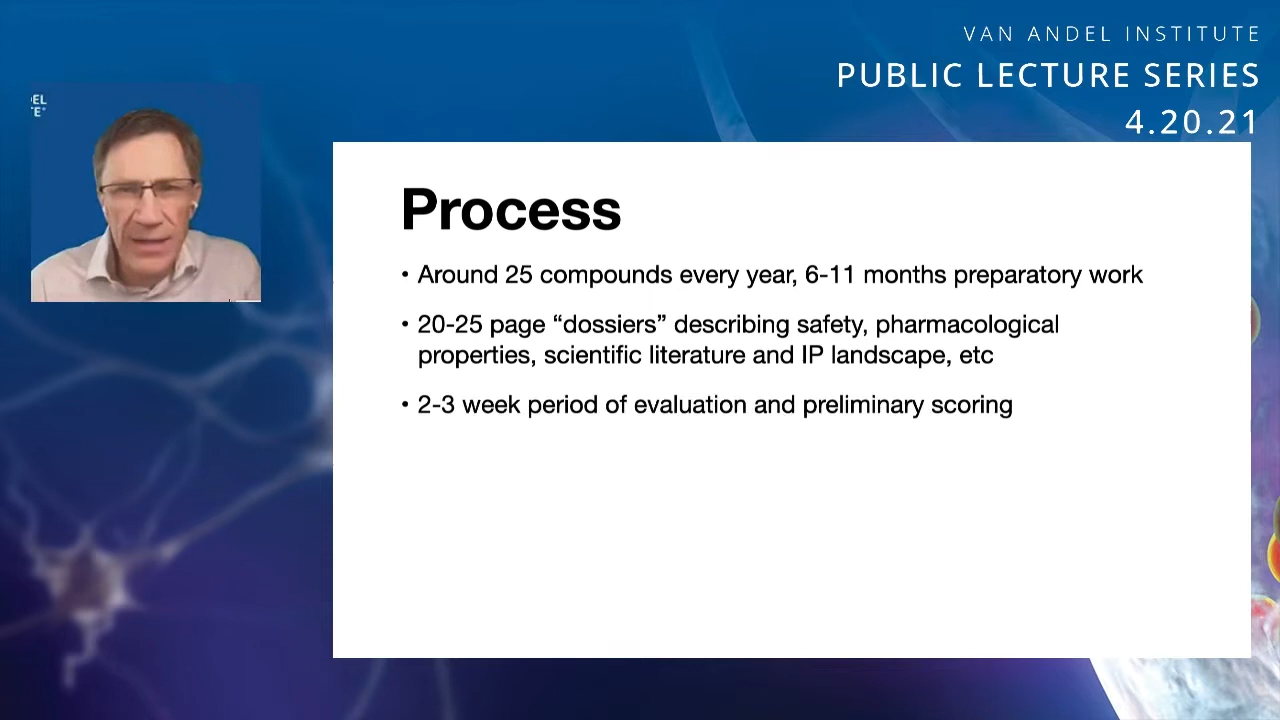 VAN ANDEL INSTITUTE
PUBLIC LECTURE SERIES
4.20.21
EL
E
Process
• Around 25 compounds every year, 6-11 months preparatory work
• 20-25 page “dossiers” describing safety, pharmacological
properties, scientific literature and IP landscape, etc
• 2-3 week period of evaluation and preliminary scoring